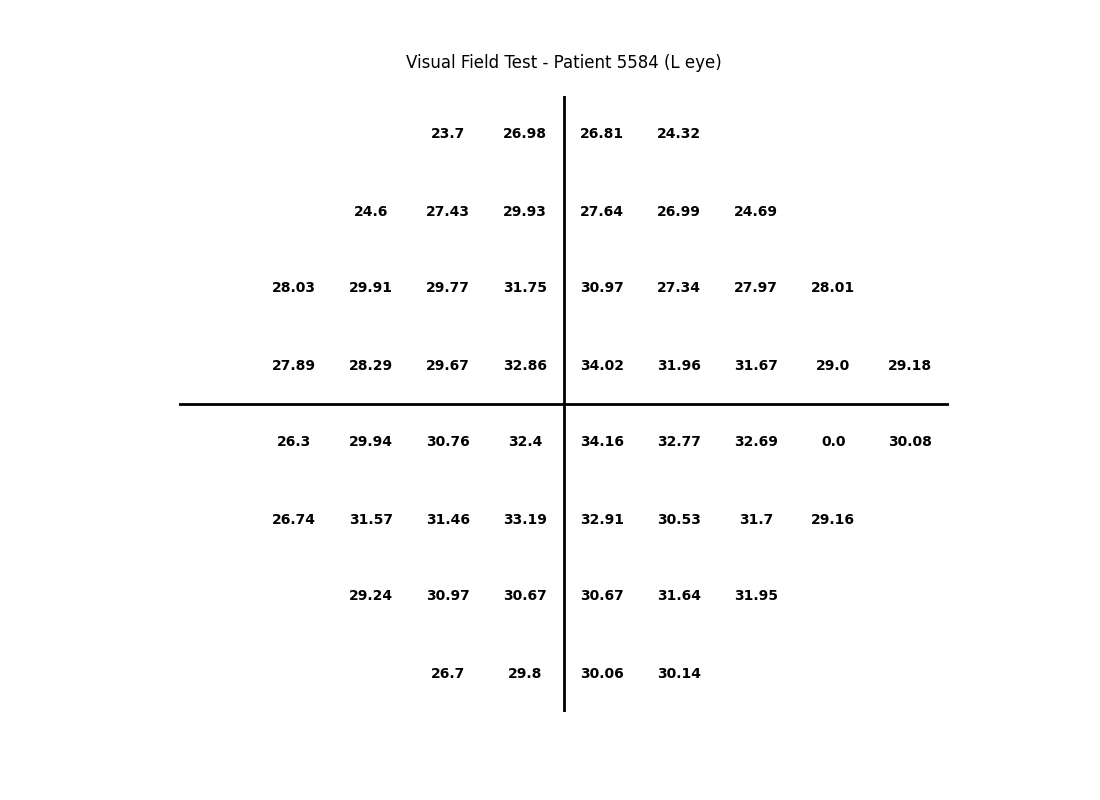 Visual Field Test - Patient 5584 (L eye)
23.7 26.98 26.81 24.32
24.6 27.43 29.93 27.64 26.99 24.69
28.03 29.91 29.77 31.75 30.97 27.34 27.97 28.01
27.89 28.29 29.67 32.86 34.02 31.96 31.67 29.0 29.18
26.3 29.94 30.76 32.4 34.16 32.77 32.69 0.0 30.08
26.74 31.57 31.46 33.19 32.91 30.53 31.7 29.16
29.24 30.97 30.67 30.67 31.64 31.95
26.7 29.8 30.06 30.14